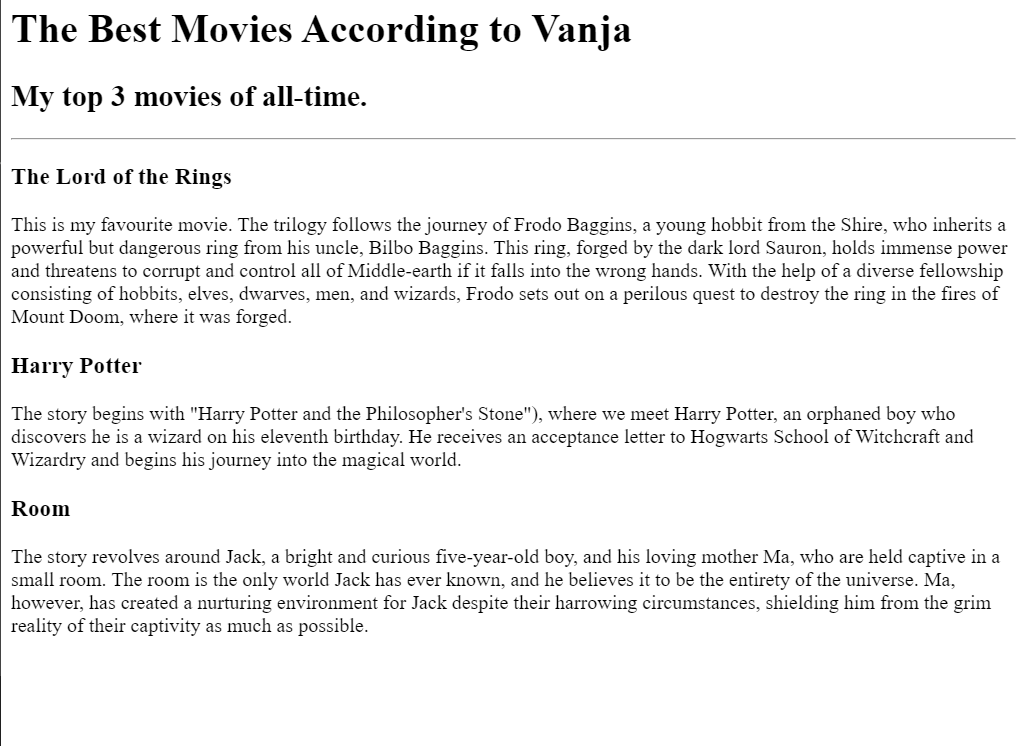 The Best Movies According to Vanja
My top 3 movies of all-time.
The Lord of the Rings
This is my favourite movie. The trilogy follows the journey of Frodo Baggins, a young hobbit from the Shire, who inherits a
powerful but dangerous ring from his uncle, Bilbo Baggins. This ring, forged by the dark lord Sauron, holds immense power
and threatens to corrupt and control all of Middle-earth if it falls into the wrong hands. With the help of a diverse fellowship
consisting of hobbits, elves, dwarves, men, and wizards, Frodo sets out on a perilous quest to destroy the ring in the fires of
Mount Doom, where it was forged.
Harry Potter
The story begins with "Harry Potter and the Philosopher's Stone"), where we meet Harry Potter, an orphaned boy who
discovers he is a wizard on his eleventh birthday. He receives an acceptance letter to Hogwarts School of Witchcraft and
Wizardry and begins his journey into the magical world.
Room
The story revolves around Jack, a bright and curious five-year-old boy, and his loving mother Ma, who are held captive in a
small room. The room is the only world Jack has ever known, and he believes it to be the entirety of the universe. Ma,
however, has created a nurturing environment for Jack despite their harrowing circumstances, shielding him from the grim
reality of their captivity as much as possible.